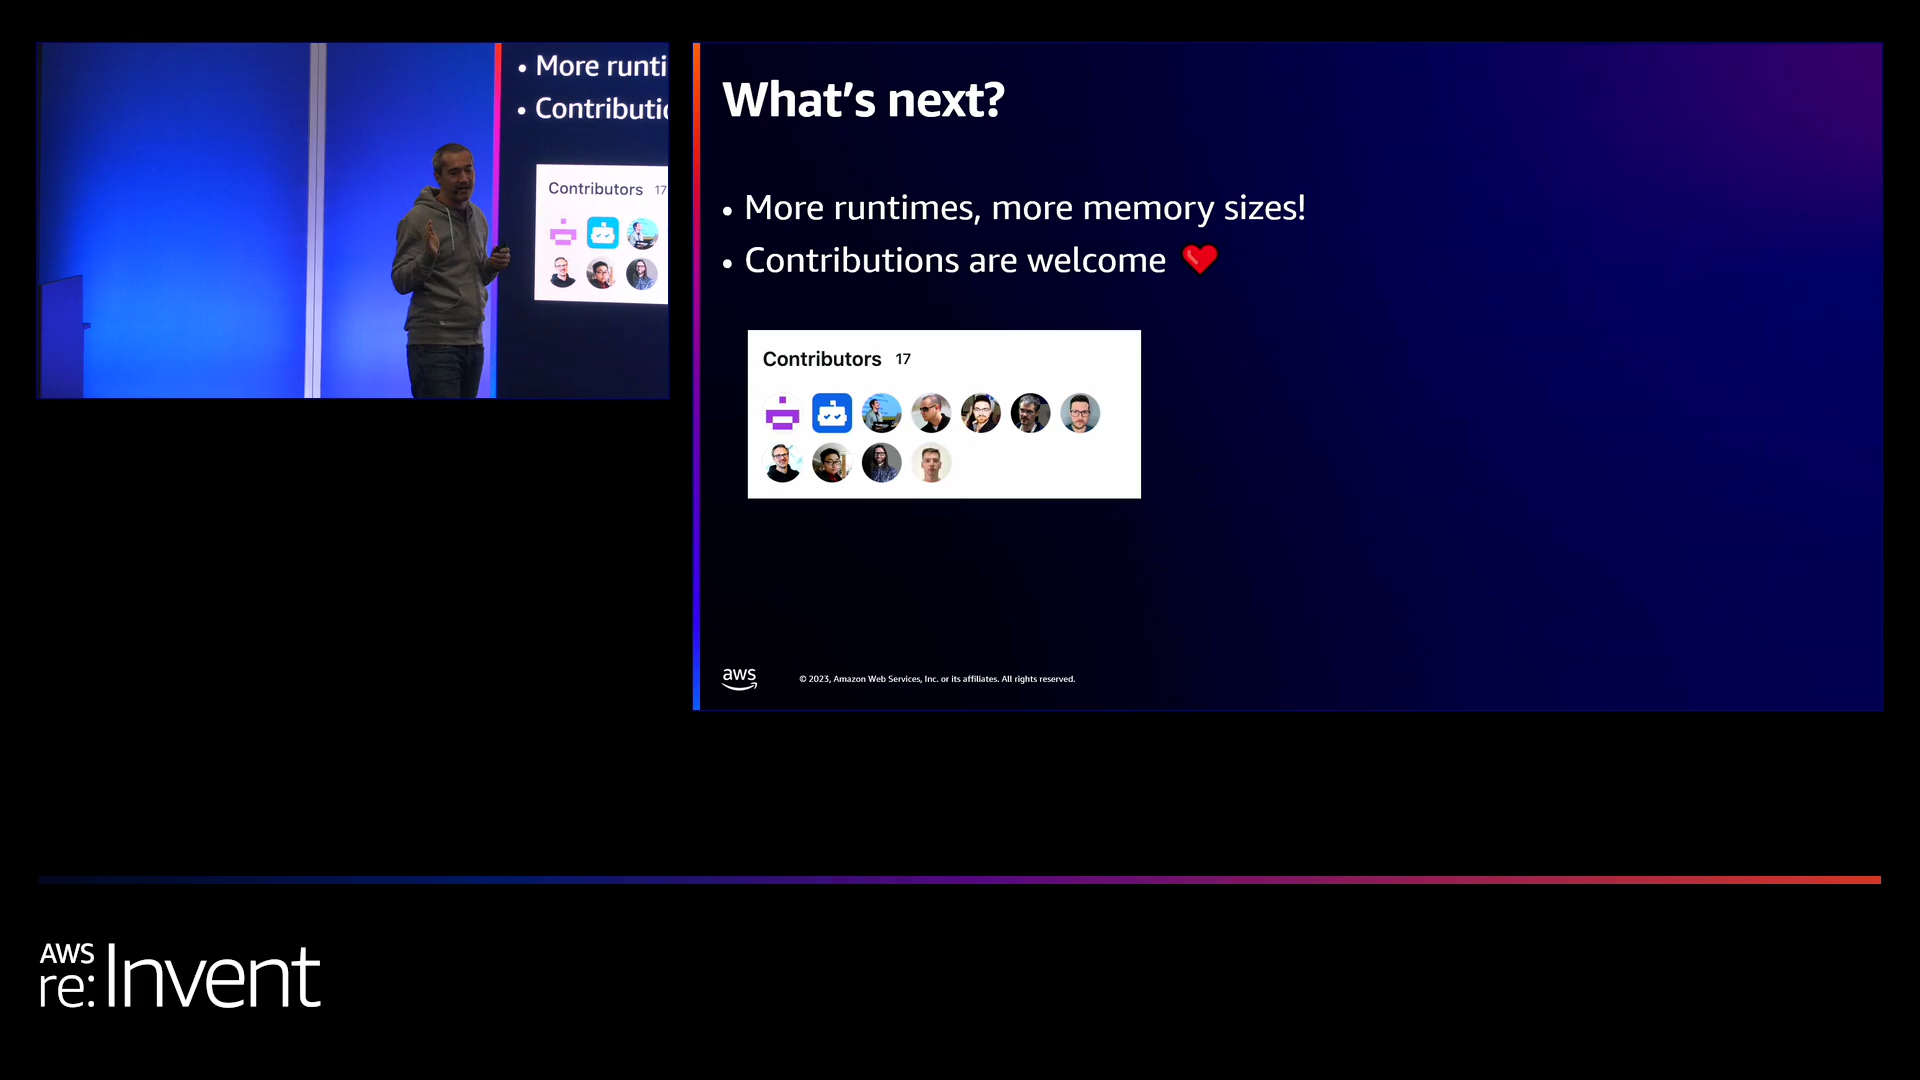 • More runti
• Contributio
Contributors 17
What's next?
• More runtimes, more memory sizes!
• Contributions are welcome ❤️
Contributors 17
aws
© 2023, Amazon Web Services, Inc. or its affiliates. All rights reserved.
AWS
re:Invent